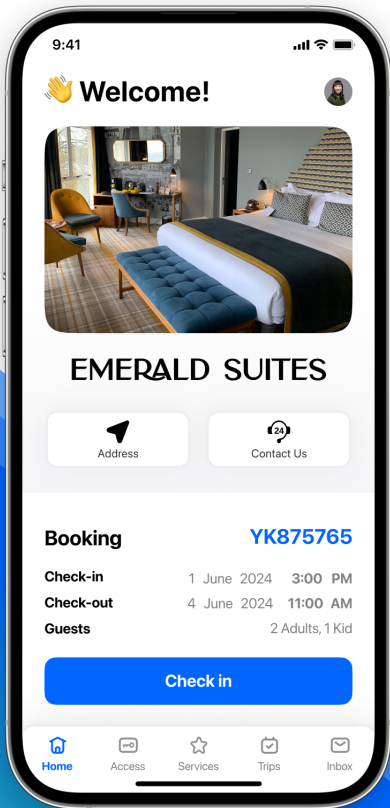 9:41
👋 Welcome!
EMERALD SUITES
Address
24
Contact Us
Booking YK875765
Check-in 1 June 2024 3:00 PM
Check-out 4 June 2024 11:00 AM
Guests 2 Adults, 1 Kid
Check in
Home Access Services Trips Inbox